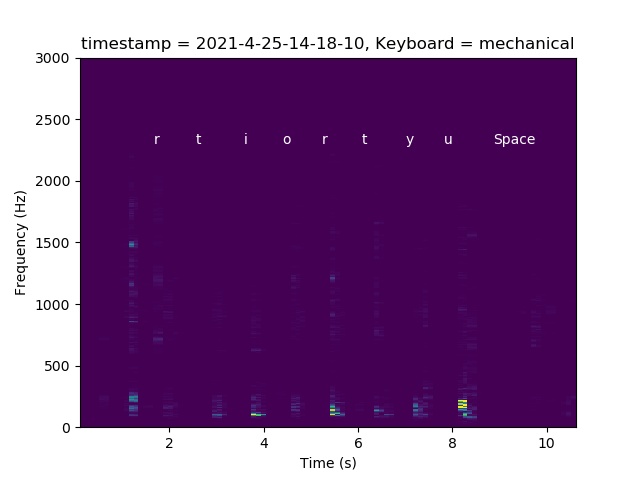 timestamp = 2021-4-25-14-18-10, Keyboard = mechanical
3000
r t i o r t y u Space
2500
2000
1500
1000
500
0
Frequency (Hz)
2 4 6 8 10
Time (s)